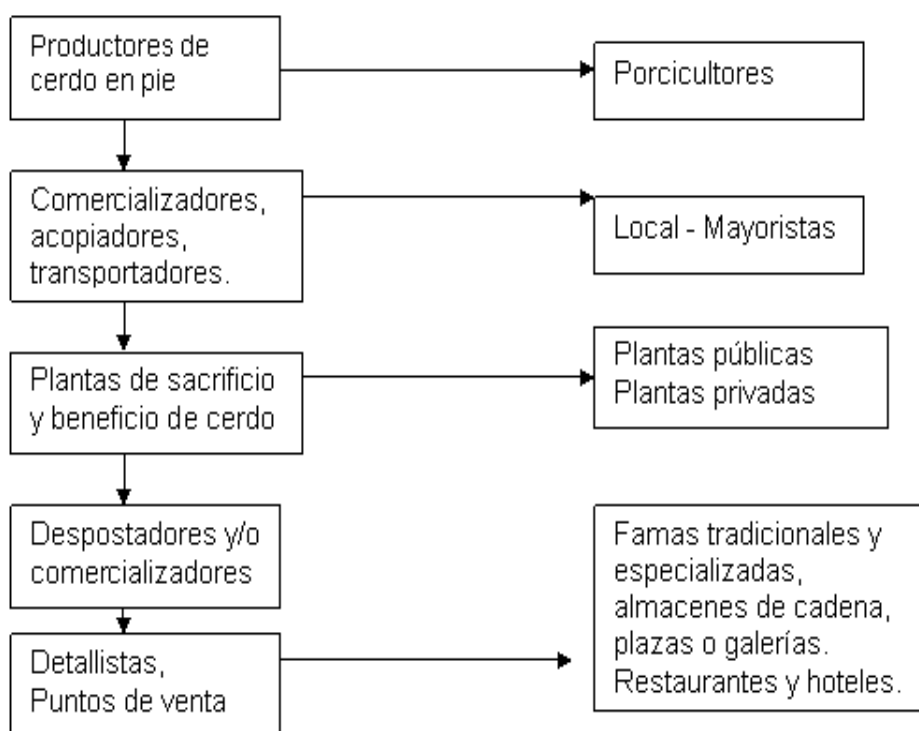 Productores de
cerdo en pie
Porcicultores
Comercializadores,
acopiadores,
transportadores.
Local - Mayoristas
Plantas de sacrificio
y beneficio de cerdo
Plantas públicas
Plantas privadas
Despostadores y/o
comercializadores
Famas tradicionales y
especializadas,
almacenes de cadena,
plazas o galerías.
Restaurantes y hoteles.
Detallistas,
Puntos de venta